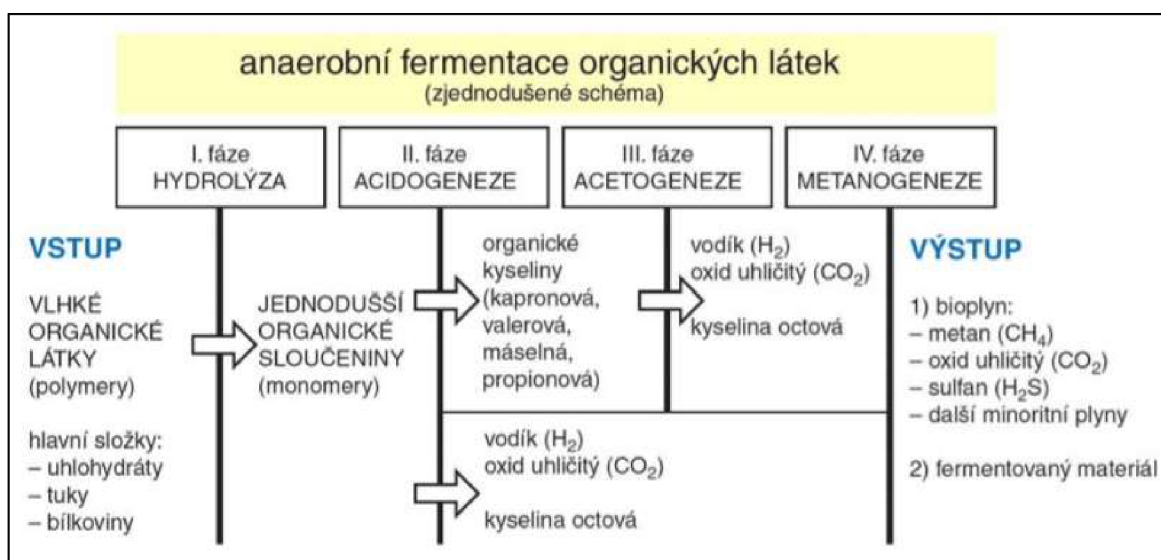 anaerobní fermentace organických látek
(zjednodušené schéma)
I. fáze
HYDROLÝZA
II. fáze
ACIDOGENEZE
III. fáze
ACETOGENEZE
IV. fáze
METANOGENEZE
VSTUP
VLHKÉ
ORGANICKÉ
LÁTKY
(polymery)
hlavní složky:
– uhlohydráty
– tuky
– bílkoviny
JEDNODUŠŠÍ
ORGANICKÉ
SLOUČENINY
(monomery)
organické
kyseliny
(kapronová,
valerová,
máselná,
propionová)
vodík (H₂)
oxid uhličitý (CO₂)
kyselina octová
vodík (H₂)
oxid uhličitý (CO₂)
kyselina octová
VÝSTUP
1) bioplyn:
– metan (CH₄)
– oxid uhličitý (CO₂)
– sulfan (H₂S)
– další minoritní plyny
2) fermentovaný materiál